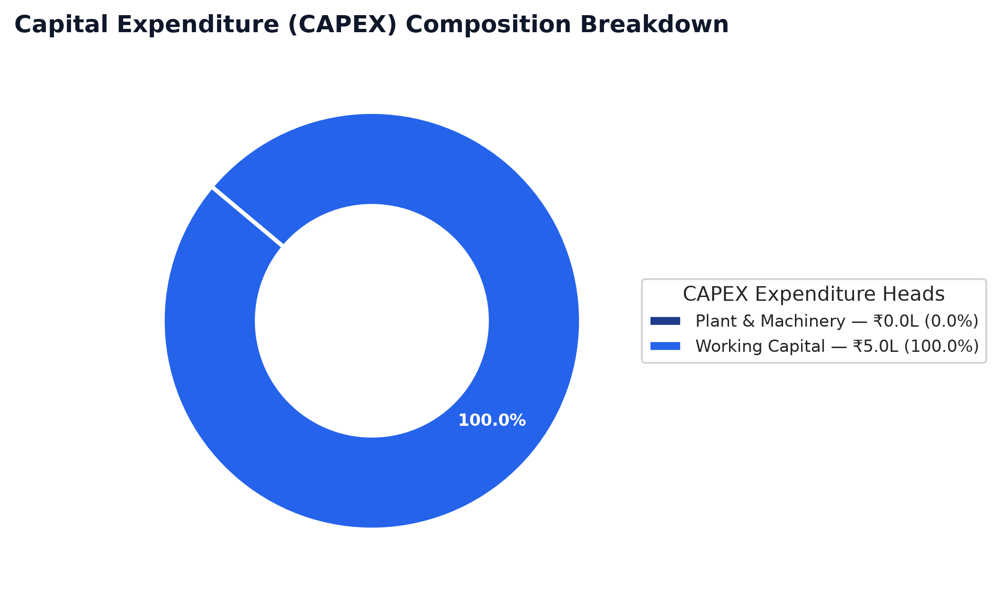 Capital Expenditure (CAPEX) Composition Breakdown
CAPEX Expenditure Heads
Plant & Machinery — ₹0.0L (0.0%)
Working Capital — ₹5.0L (100.0%)
100.0%